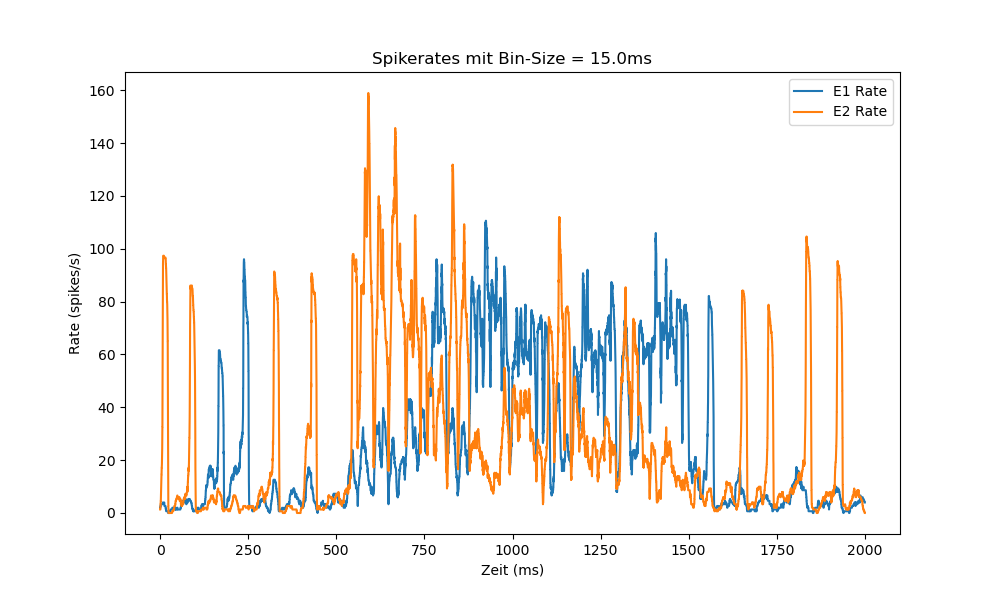 Spikerates mit Bin-Size = 15.0ms
E1 Rate
E2 Rate
160
140
120
100
80
60
40
20
0
Rate (spikes/s)
0 250 500 750 1000 1250 1500 1750 2000
Zeit (ms)